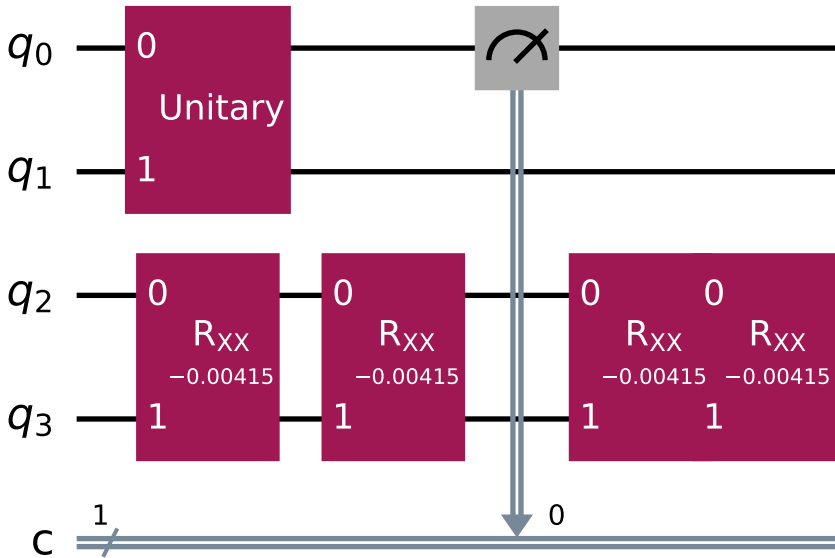 q0 0 Unitary
q1 1
q2 0 0 0 0
RXX RXX RXX RXX
−0.00415 −0.00415 −0.00415 −0.00415
q3 1 1 1 1
1 0
c